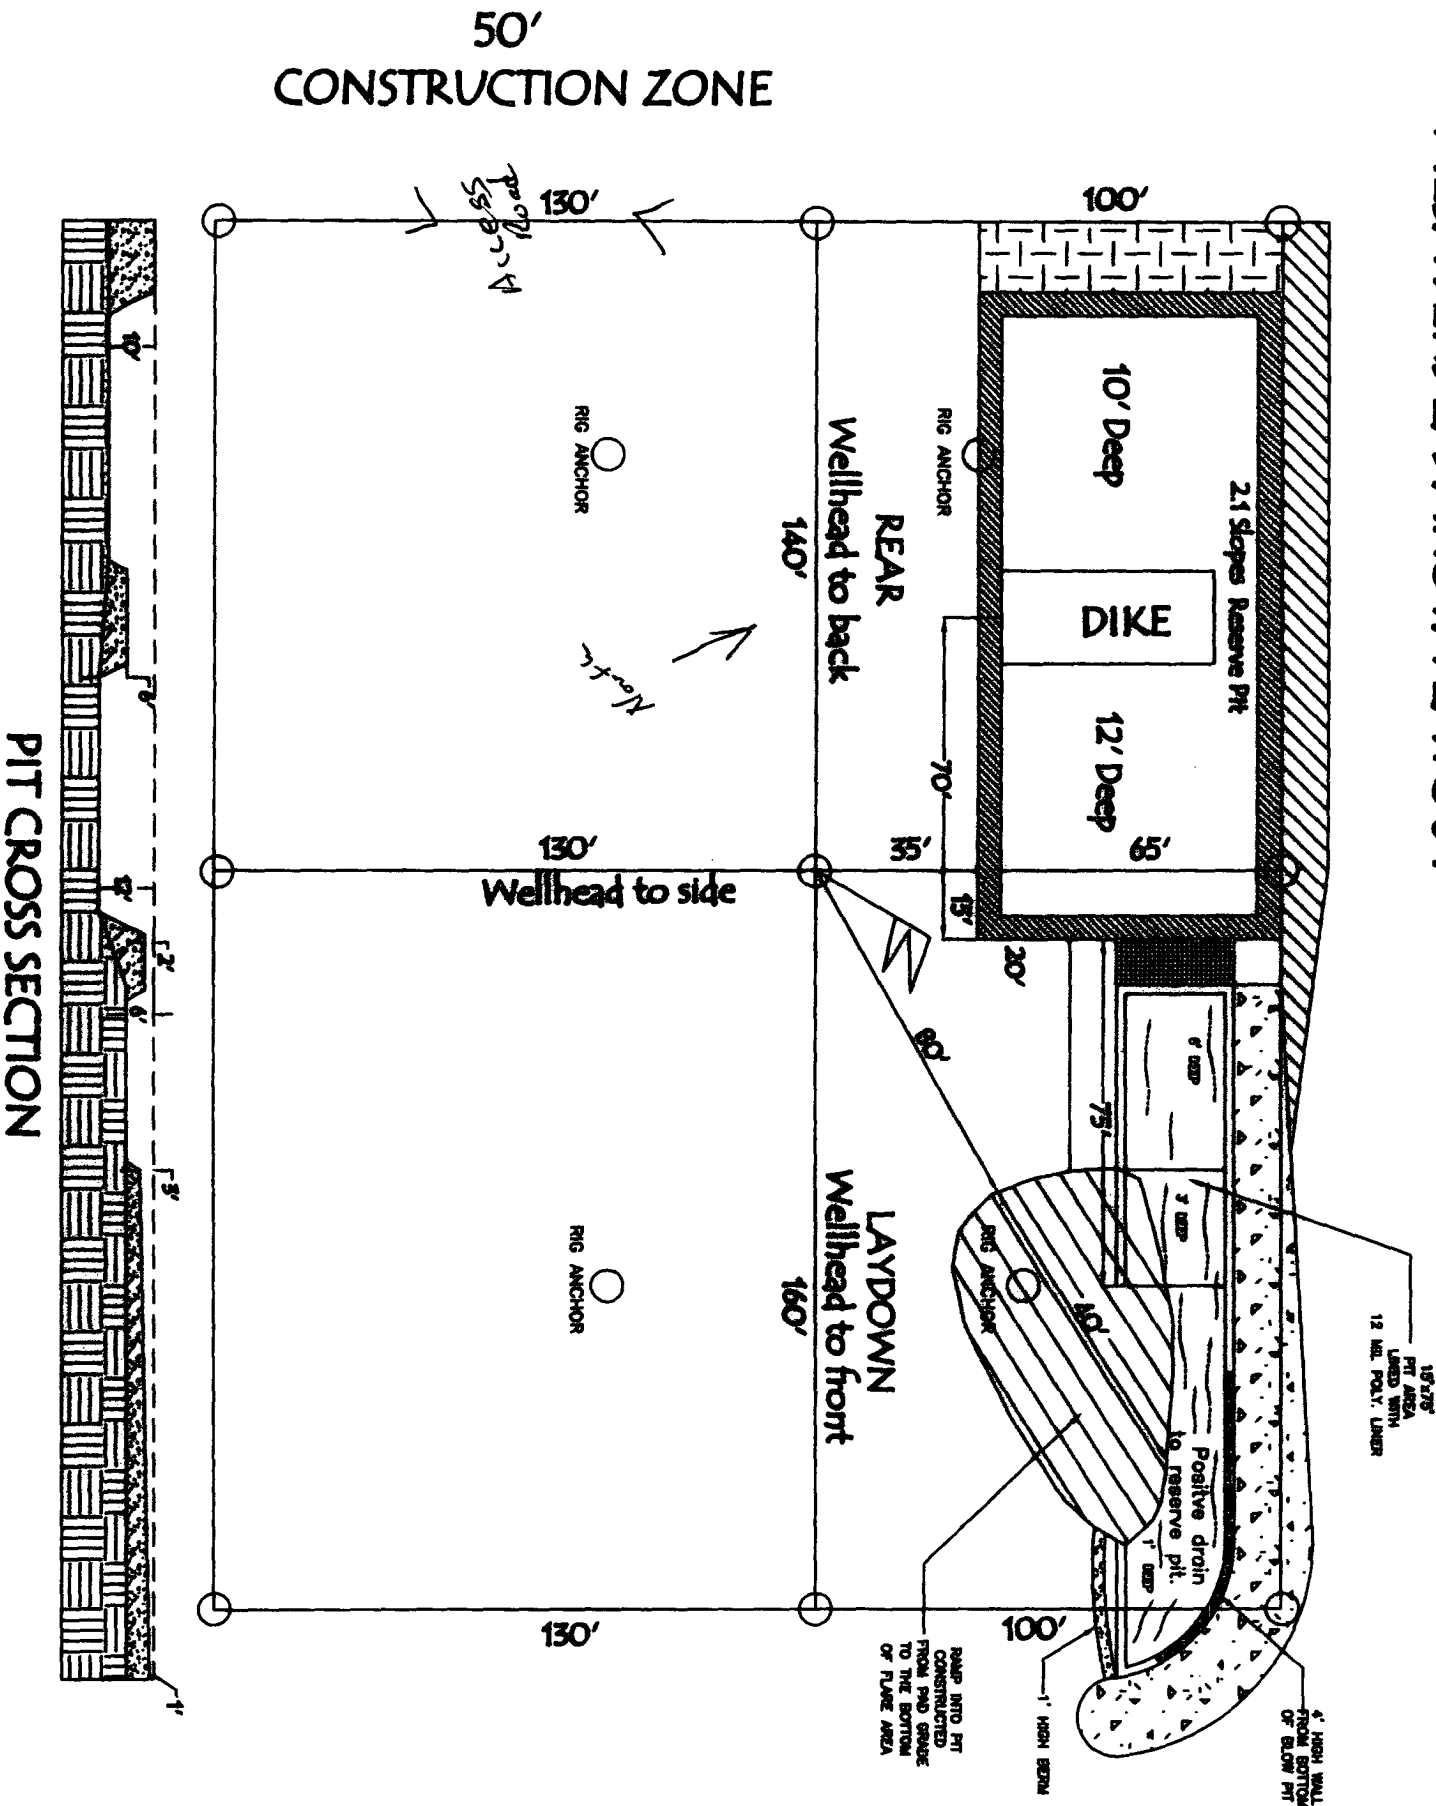 50'
CONSTRUCTION ZONE
Access
Road
130'
100'
RIG ANCHOR
RIG ANCHOR
10' Deep
2:1 Slopes Reserve Pit
REAR
Wellhead to back
140'
DIKE
North
12' Deep
70'
130'
Wellhead to side
35'
65'
15'
20'
80'
6' DEEP
75'
3' DEEP
LAYDOWN
Wellhead to front
160'
RIG ANCHOR
RIG ANCHOR
40'
Positve drain
to reserve pit.
1' DEEP
PIT AREA
LINED WITH
12 MIL POLY. LINER
130'
100'
RAMP INTO PIT
CONSTRUCTED
FROM PAD GRADE
TO THE BOTTOM
OF FLARE AREA
1' HIGH BERM
4' HIGH WALL
FROM BOTTOM
OF BLOW PIT
10'
12'
2'
6'
3'
1'
PIT CROSS SECTION